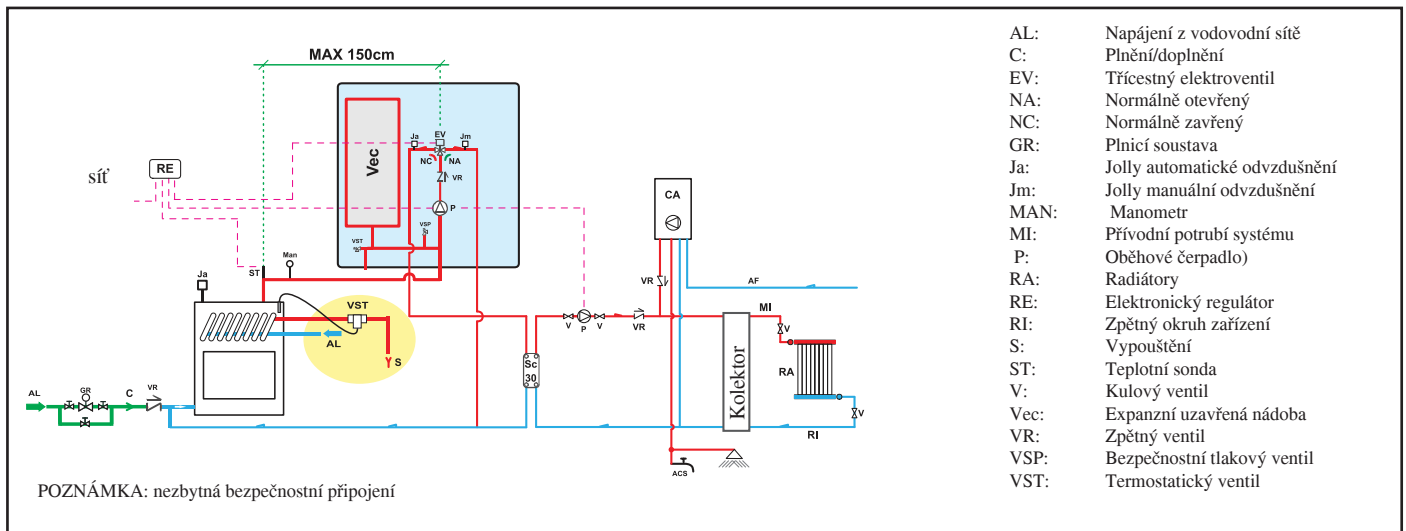 MAX 150cm
Vec
Ja
EV
Jm
NC
NA
VR
P
VSP
VST
síť
RE
ST
Man
Ja
VST
AL
S
AL
GR
C
VR
CA
VR
AF
MI
V
P
V
VR
Sc
30
Kolektor
V
RA
V
RI
ACS
POZNÁMKA: nezbytná bezpečnostní připojení
AL: Napájení z vodovodní sítě
C: Plnění/doplnění
EV: Třícestný elektroventil
NA: Normálně otevřený
NC: Normálně zavřený
GR: Plnicí soustava
Ja: Jolly automatické odvzdušnění
Jm: Jolly manuální odvzdušnění
MAN: Manometr
MI: Přívodní potrubí systému
P: Oběhové čerpadlo)
RA: Radiátory
RE: Elektronický regulátor
RI: Zpětný okruh zařízení
S: Vypouštění
ST: Teplotní sonda
V: Kulový ventil
Vec: Expanzní uzavřená nádoba
VR: Zpětný ventil
VSP: Bezpečnostní tlakový ventil
VST: Termostatický ventil